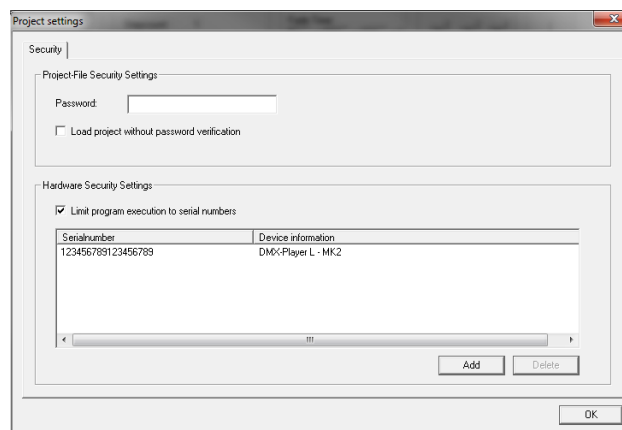 Project settings
Security
Project-File Security Settings
Password:
Load project without password verification
Hardware Security Settings
Limit program execution to serial numbers
Serialnumber Device information
123456789123456789 DMX-Player L - MK2
Add Delete
OK